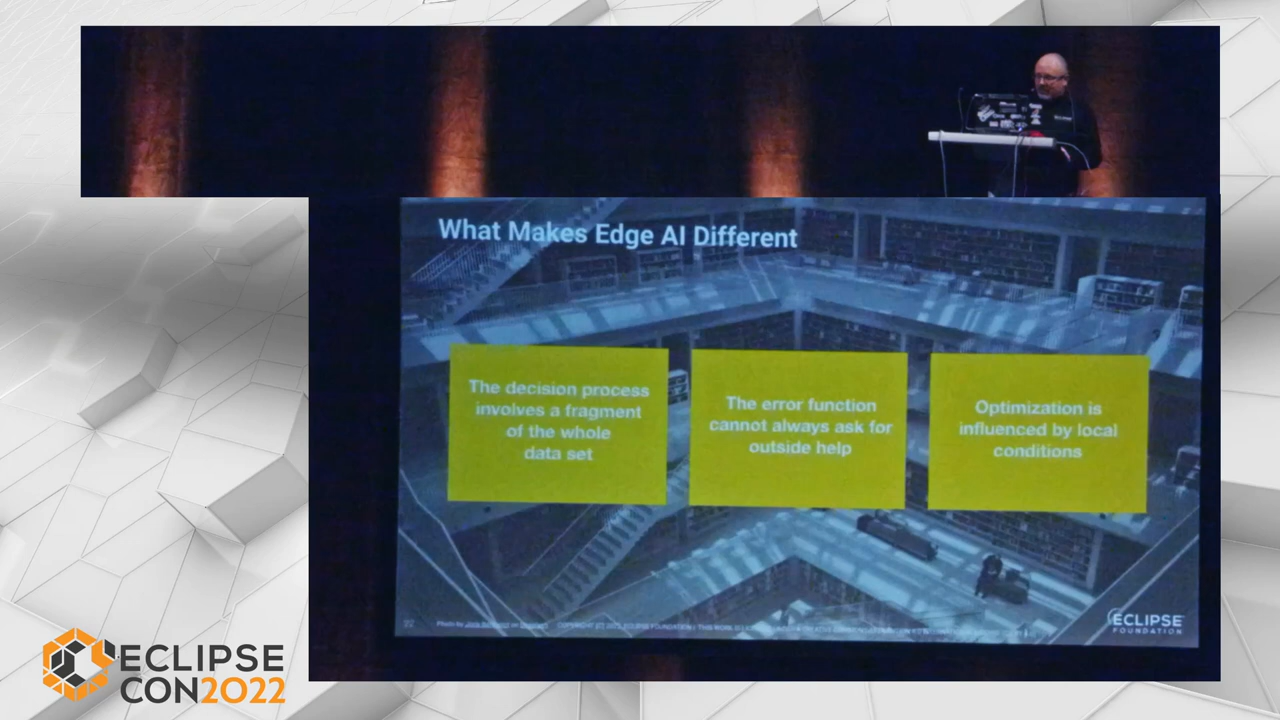 What Makes Edge AI Different
The decision process
involves a fragment
of the whole
data set
The error function
cannot always ask for
outside help
Optimization is
influenced by local
conditions
22
ECLIPSE
FOUNDATION
ECLIPSE
CON2022